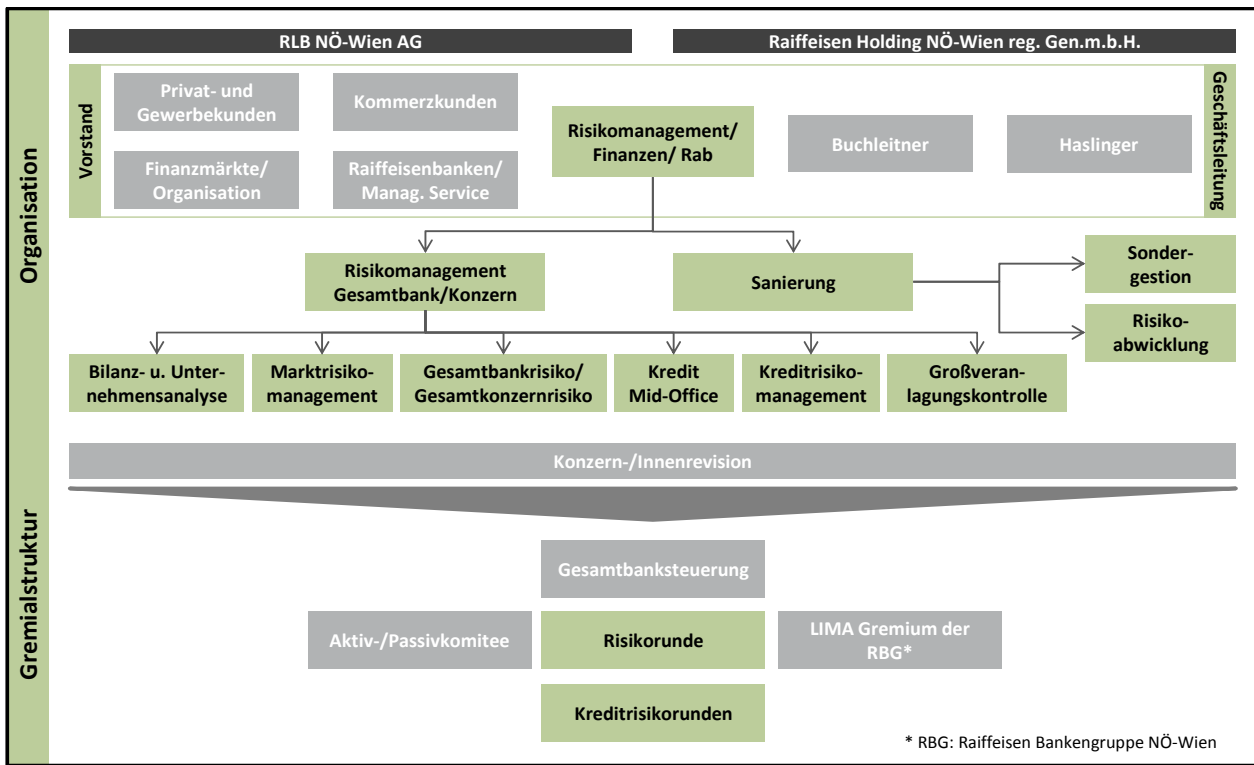 RLB NÖ-Wien AG
Raiffeisen Holding NÖ-Wien reg. Gen.m.b.H.
Organisation
Vorstand
Privat- und
Gewerbekunden
Kommerzkunden
Finanzmärkte/
Organisation
Raiffeisenbanken/
Manag. Service
Risikomanagement/
Finanzen/ Rab
Buchleitner
Haslinger
Geschäftsleitung
Risikomanagement
Gesamtbank/Konzern
Sanierung
Sonder-
gestion
Risiko-
abwicklung
Bilanz- u. Unter-
nehmensanalyse
Marktrisiko-
management
Gesamtbankrisiko/
Gesamtkonzernrisiko
Kredit
Mid-Office
Kreditrisiko-
management
Großveran-
lagungskontrolle
Konzern-/Innenrevision
Gremialstruktur
Gesamtbanksteuerung
Aktiv-/Passivkomitee
Risikorunde
LIMA Gremium der
RBG*
Kreditrisikorunden
* RBG: Raiffeisen Bankengruppe NÖ-Wien